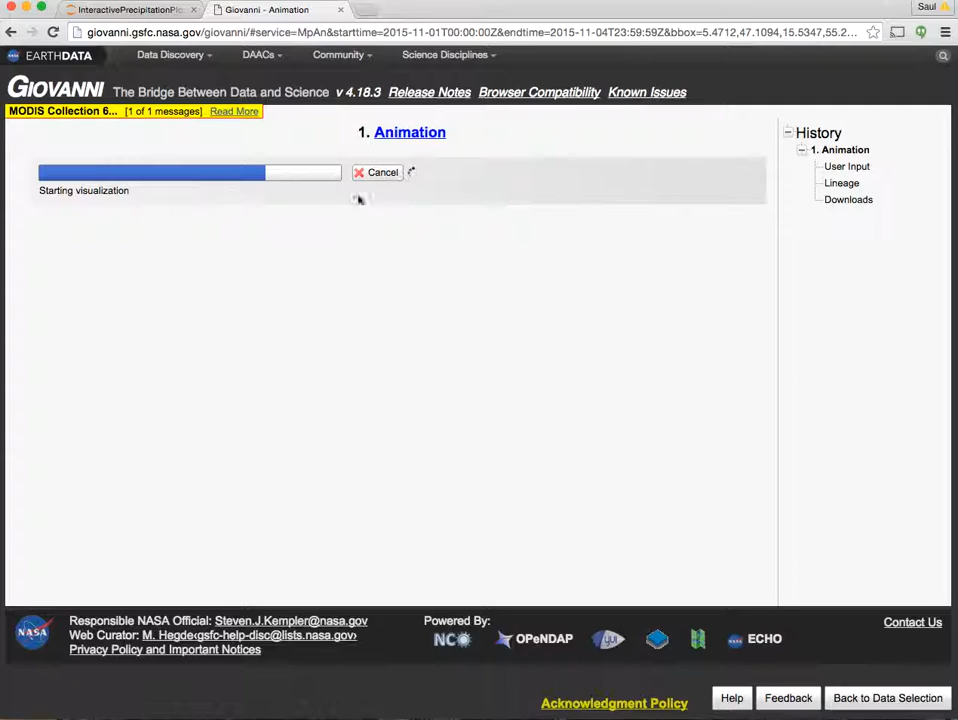 InteractivePrecipitationPlo
Giovanni - Animation
Saul
giovanni.gsfc.nasa.gov/giovanni/#service=MpAn&starttime=2015-11-01T00:00:00Z&endtime=2015-11-04T23:59:59Z&bbox=5.4712,47.1094,15.5347,55.2...
EARTHDATA
Data Discovery
DAACs
Community
Science Disciplines
GIOVANNI The Bridge Between Data and Science v 4.18.3 Release Notes Browser Compatibility Known Issues
MODIS Collection 6... [1 of 1 messages] Read More
1. Animation
Cancel
Starting visualization
History
1. Animation
User Input
Lineage
Downloads
NASA
Responsible NASA Official: Steven.J.Kempler@nasa.gov
Web Curator: M. Hegde<gsfc-help-disc@lists.nasa.gov>
Privacy Policy and Important Notices
Powered By:
NCO
OPeNDAP
YUI
ECHO
Contact Us
Acknowledgment Policy
Help
Feedback
Back to Data Selection